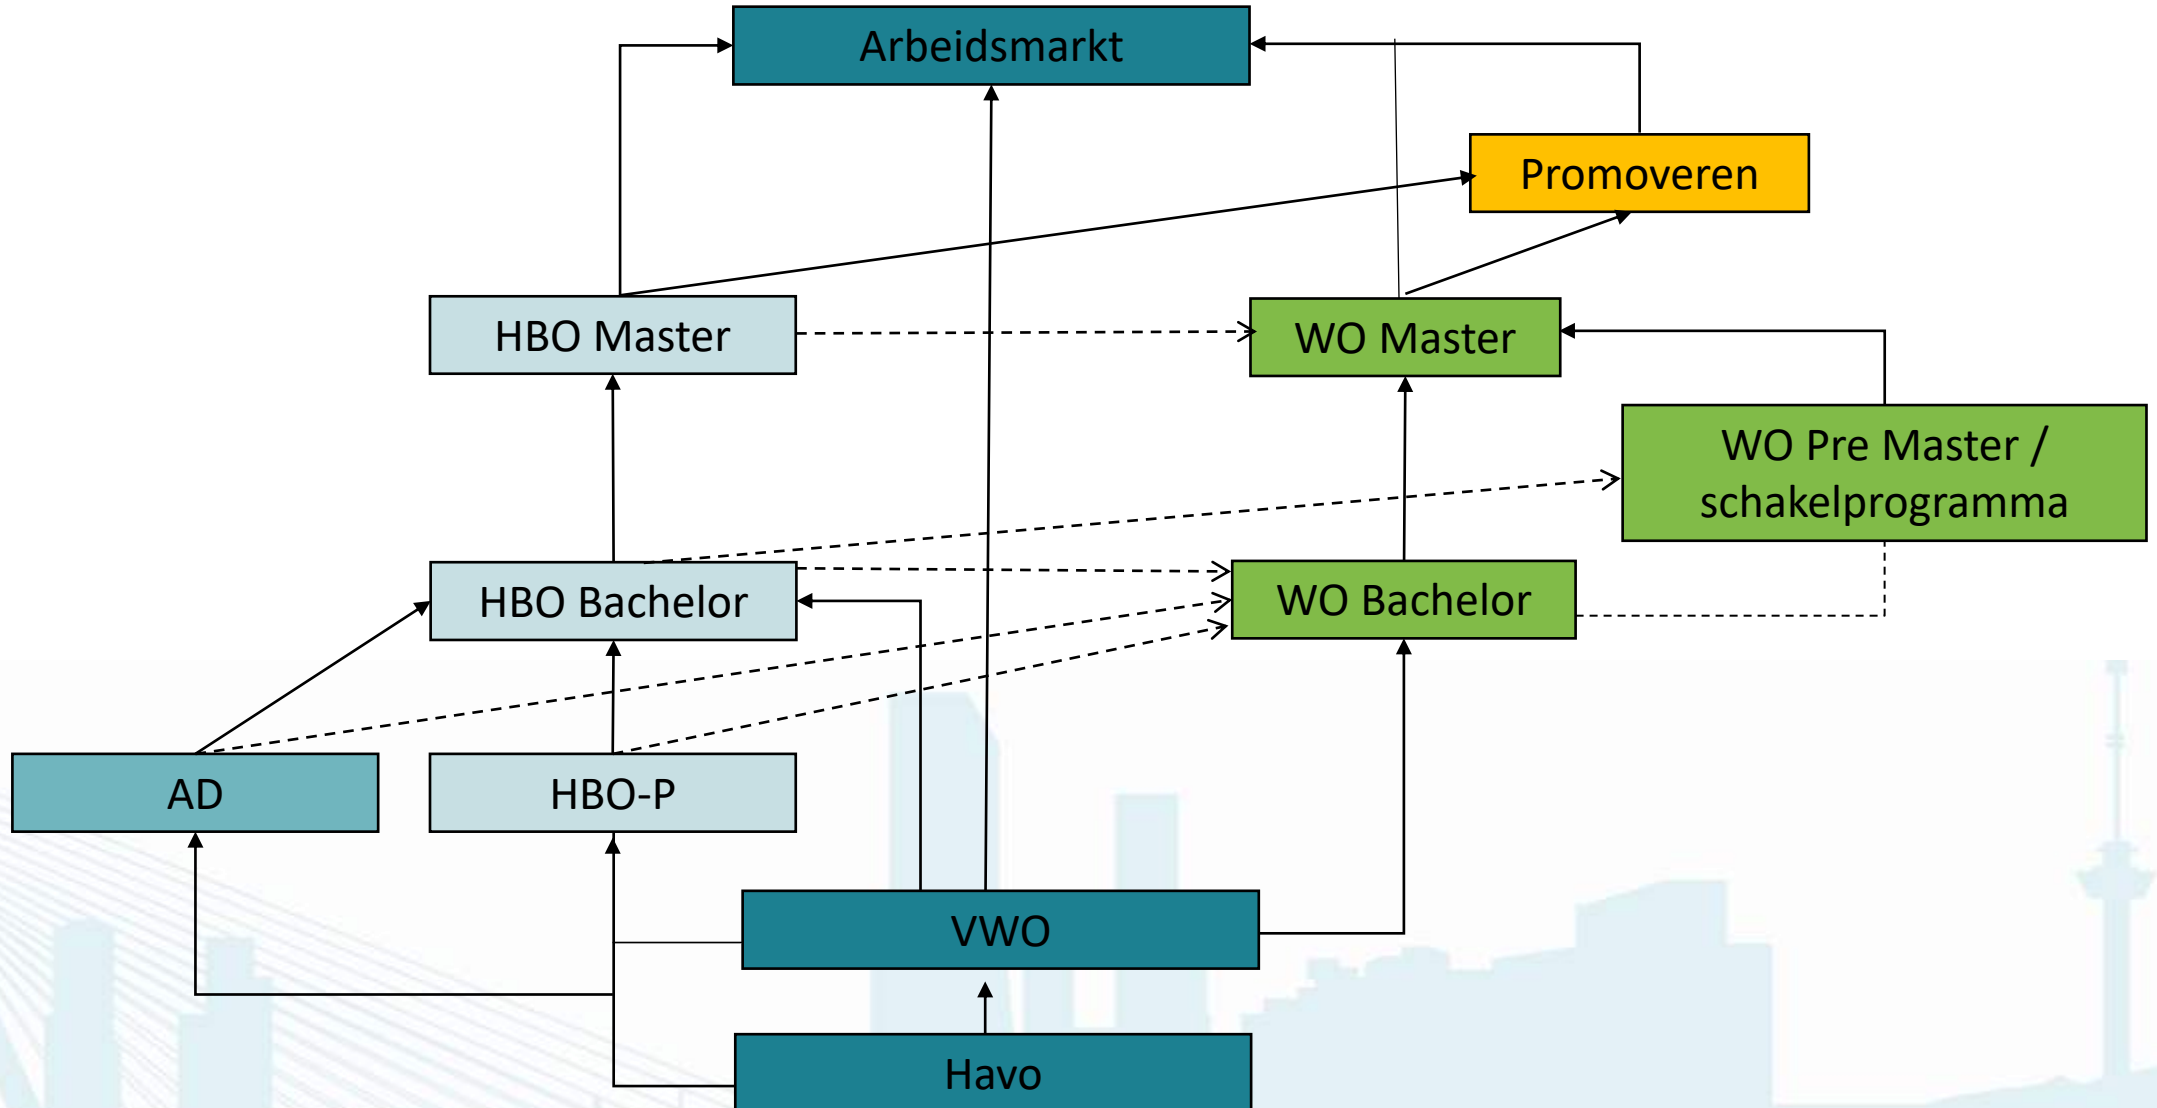 Arbeidsmarkt
Promoveren
HBO Master
WO Master
WO Pre Master /
schakelprogramma
HBO Bachelor
WO Bachelor
AD
HBO-P
VWO
Havo